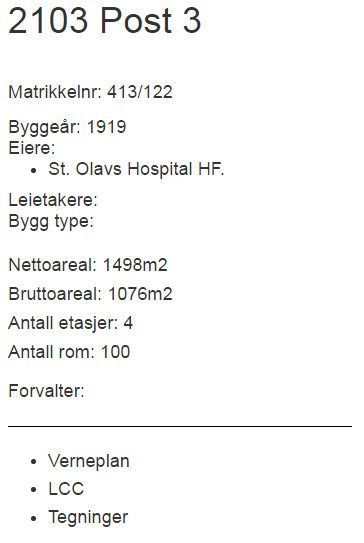 2103 Post 3
Matrikkelnr: 413/122
Byggeår: 1919
Eiere:
• St. Olavs Hospital HF.
Leietakere:
Bygg type:
Nettoareal: 1498m2
Bruttoareal: 1076m2
Antall etasjer: 4
Antall rom: 100
Forvalter:
• Verneplan
• LCC
• Tegninger